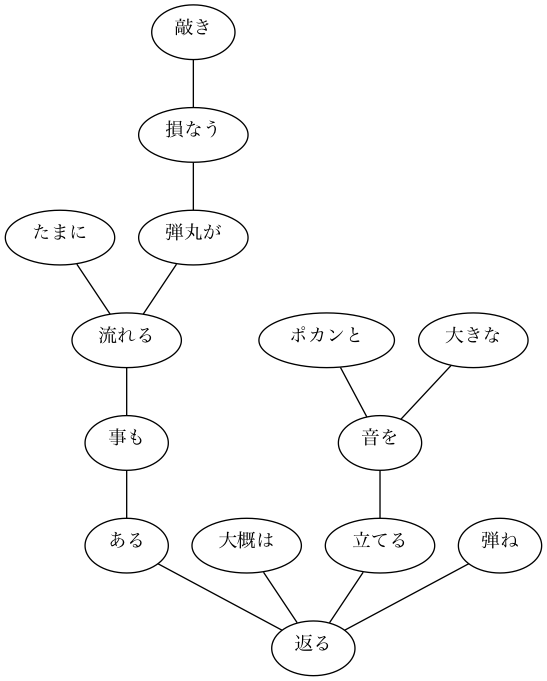 敲き
損なう
たまに
弾丸が
流れる
ポカンと
大きな
事も
音を
ある
大概は
立てる
弾ね
返る